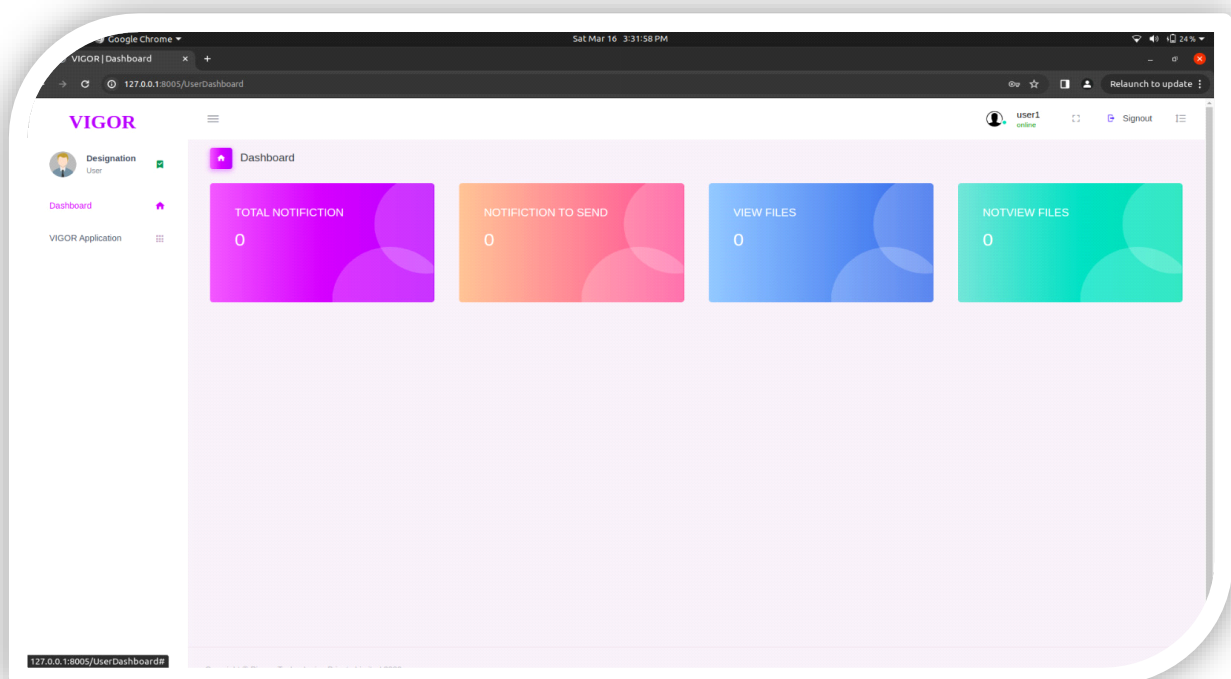 Google Chrome
Sat Mar 16 3:31:58 PM
24 %
VIGOR | Dashboard
127.0.0.1:8005/UserDashboard
Relaunch to update
VIGOR
user1
online
Signout
Designation
User
Dashboard
Dashboard
VIGOR Application
TOTAL NOTIFICTION
0
NOTIFICTION TO SEND
0
VIEW FILES
0
NOTVIEW FILES
0
127.0.0.1:8005/UserDashboard#